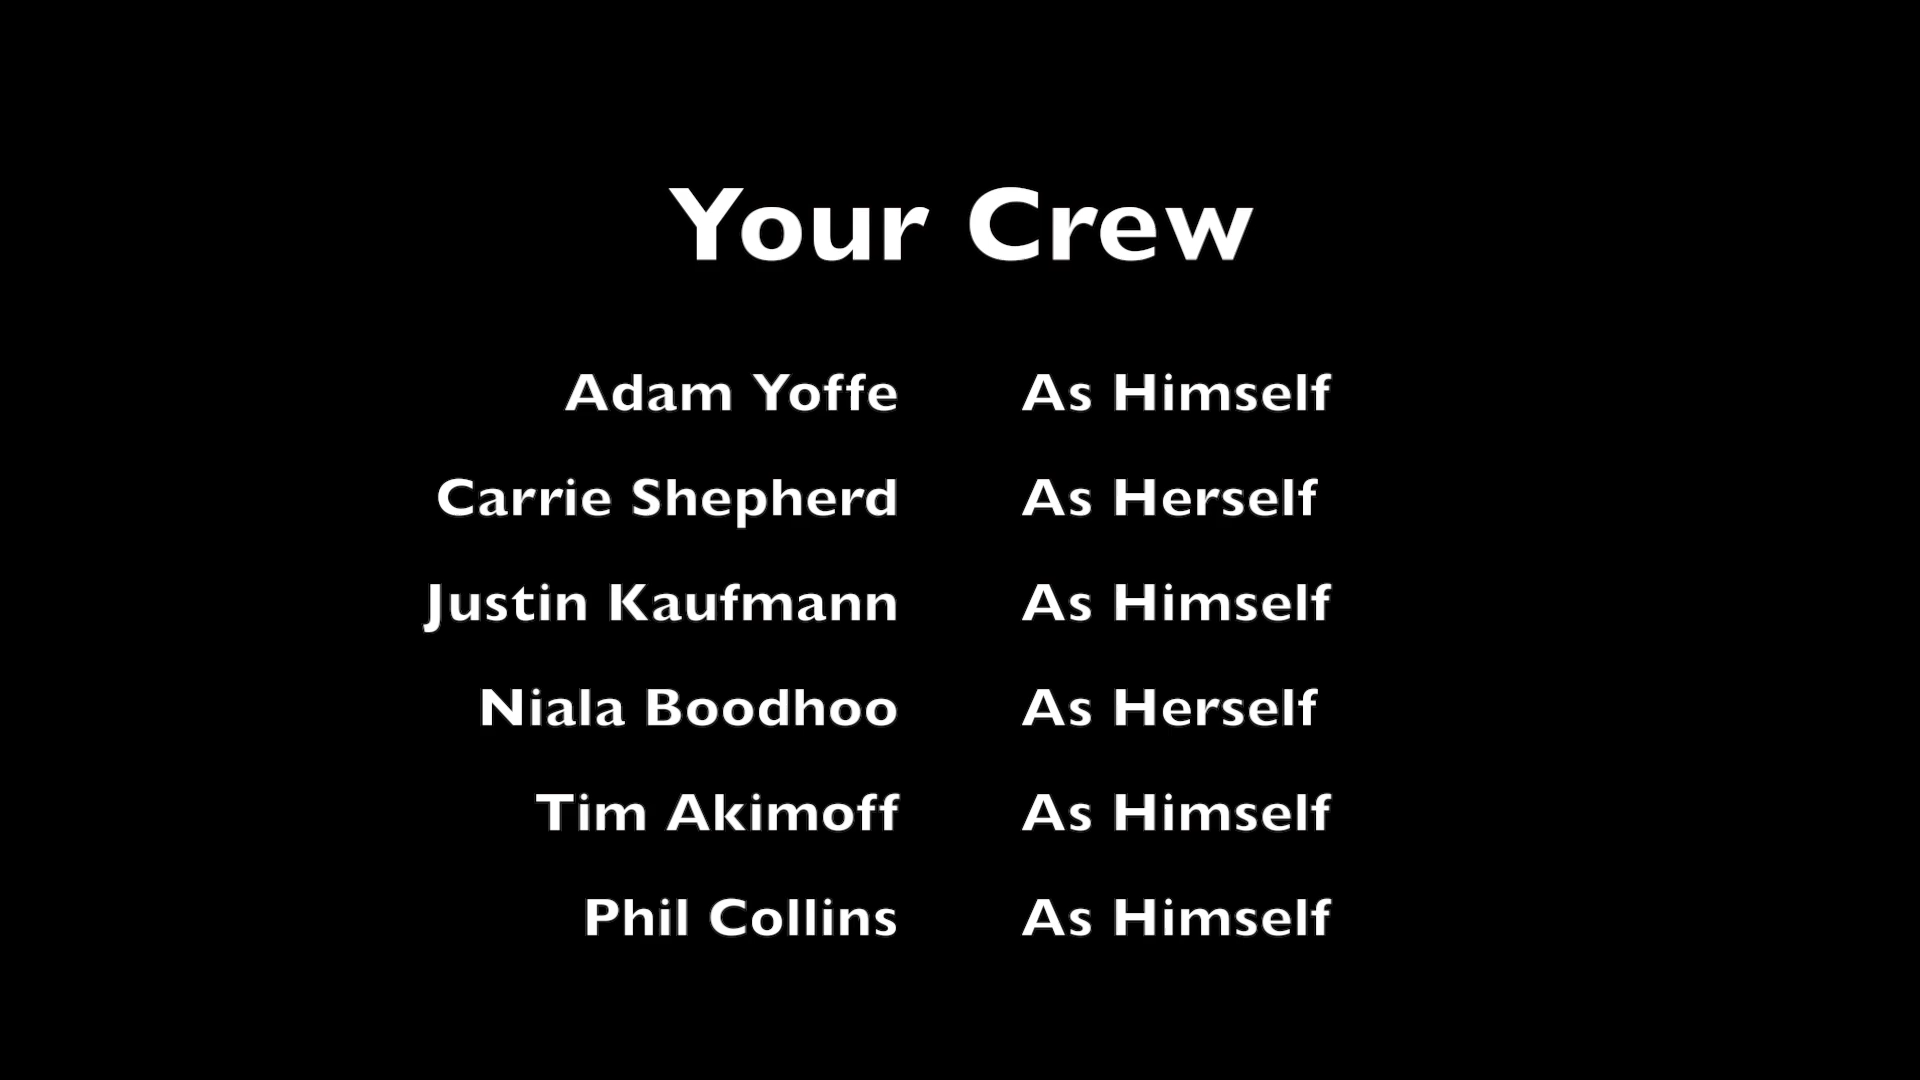 Your Crew
Adam Yoffe As Himself
Carrie Shepherd As Herself
Justin Kaufmann As Himself
Niala Boodhoo As Herself
Tim Akimoff As Himself
Phil Collins As Himself